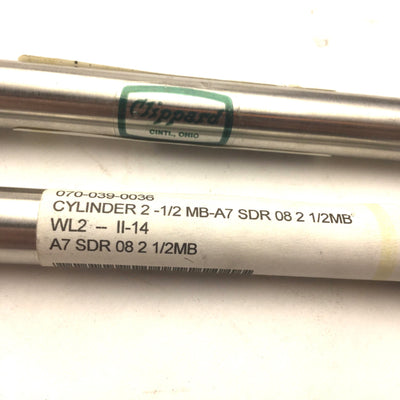 Clippard
CINTI., OHIO
070-039-0036
CYLINDER 2 -1/2 MB-A7 SDR 08 2 1/2MB
WL2 -- II-14
A7 SDR 08 2 1/2MB